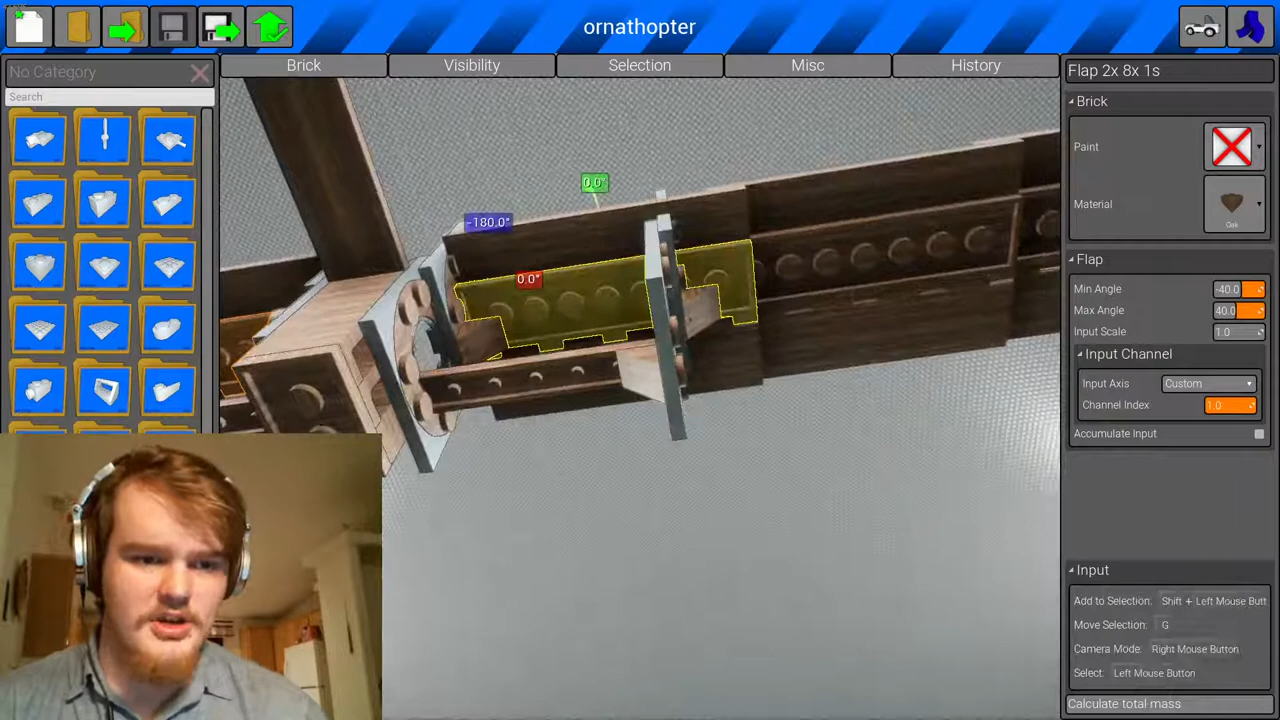 ornathopter
No Category
Brick
Visibility
Selection
Misc
History
Flap 2x 8x 1s
Search
Brick
Paint
Material
Oak
0.0°
-180.0°
0.0°
Flap
Min Angle -40.0
Max Angle 40.0
Input Scale 1.0
Input Channel
Input Axis Custom
Channel Index 1.0
Accumulate Input
Input
Add to Selection: Shift + Left Mouse Butt
Move Selection: G
Camera Mode: Right Mouse Button
Select: Left Mouse Button
Calculate total mass